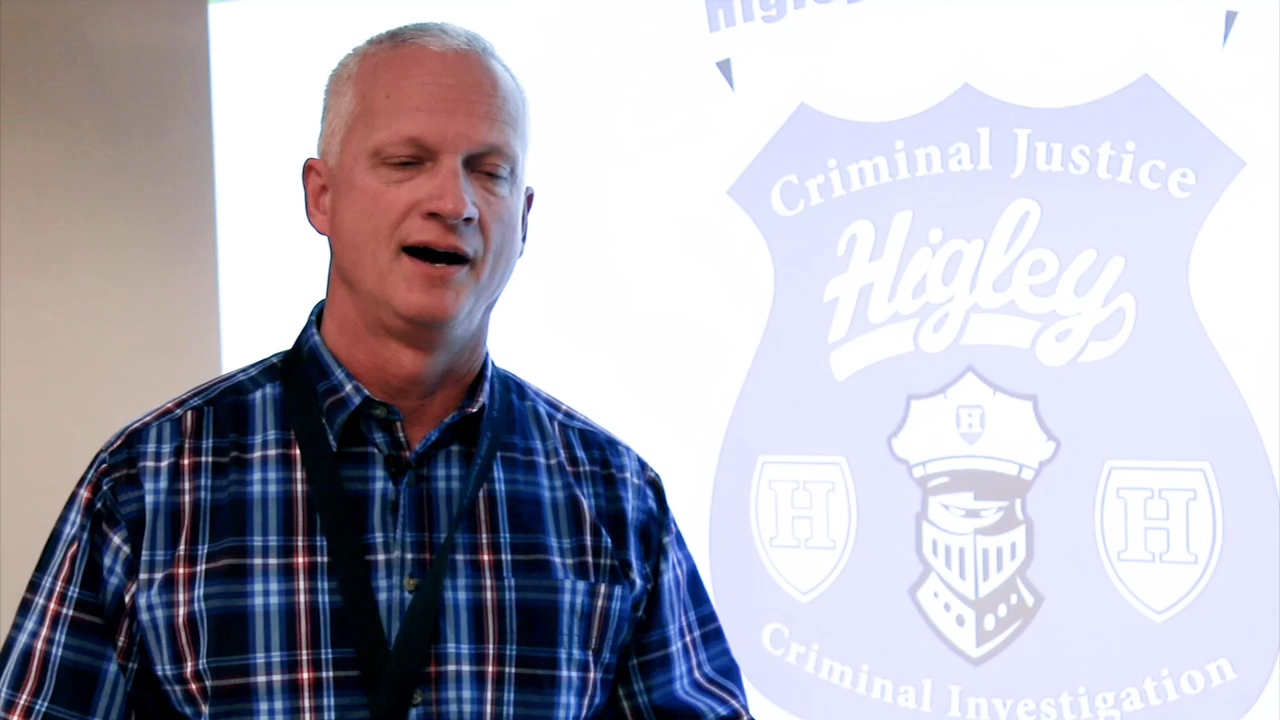 Criminal Justice
Higley
H
H
H
Criminal Investigation